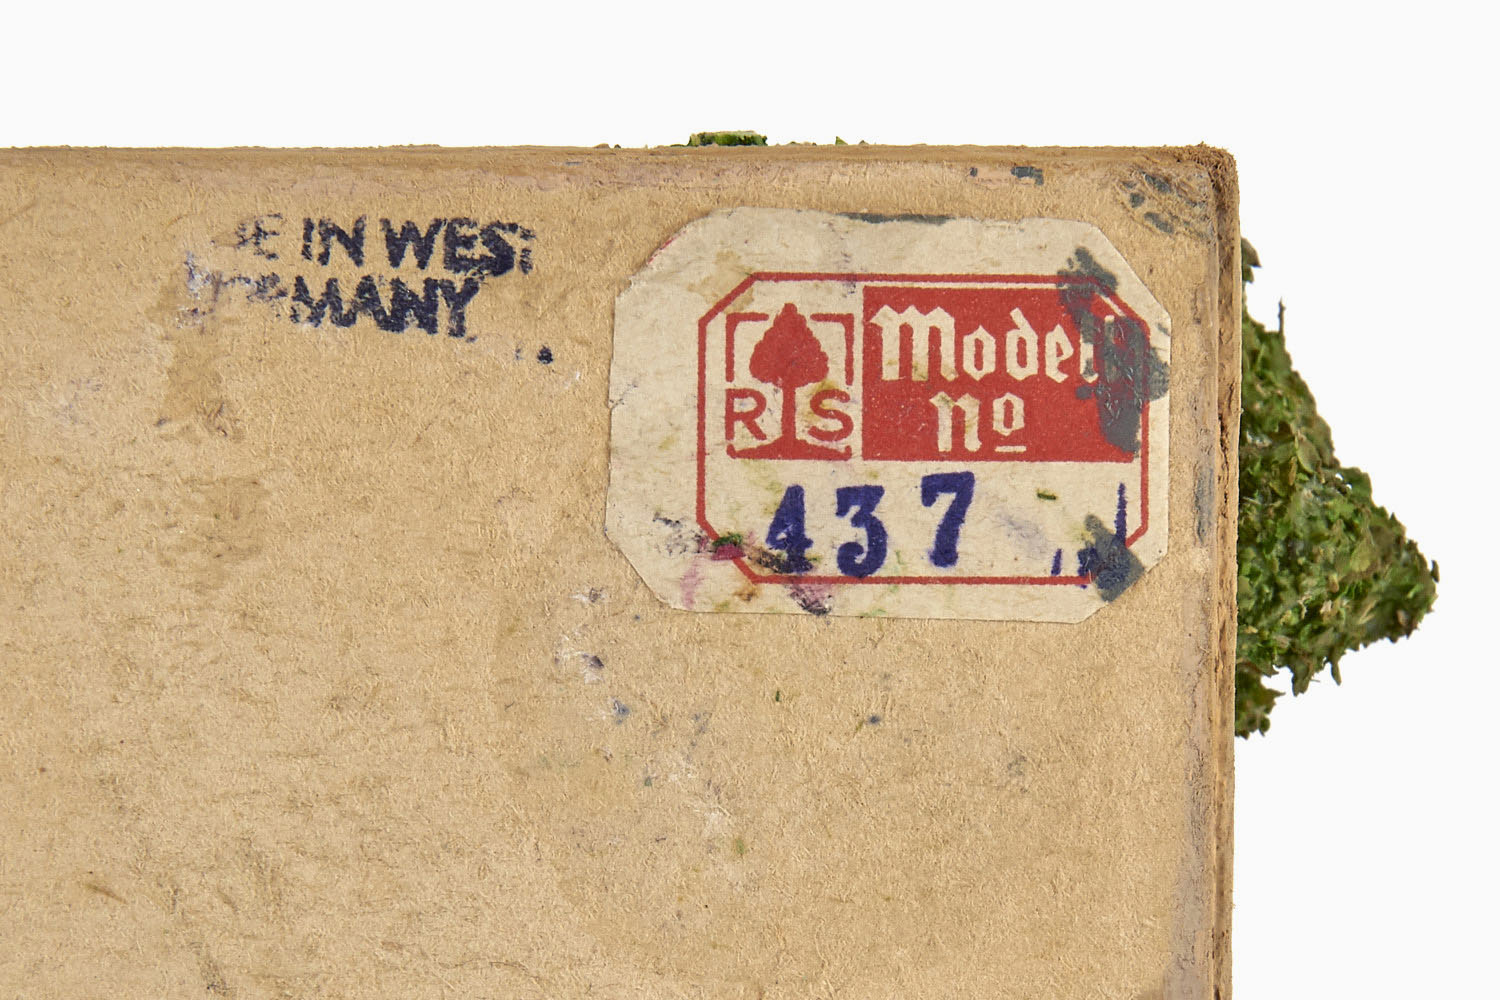 E IN WEST
MANY
RS
Model
no
437